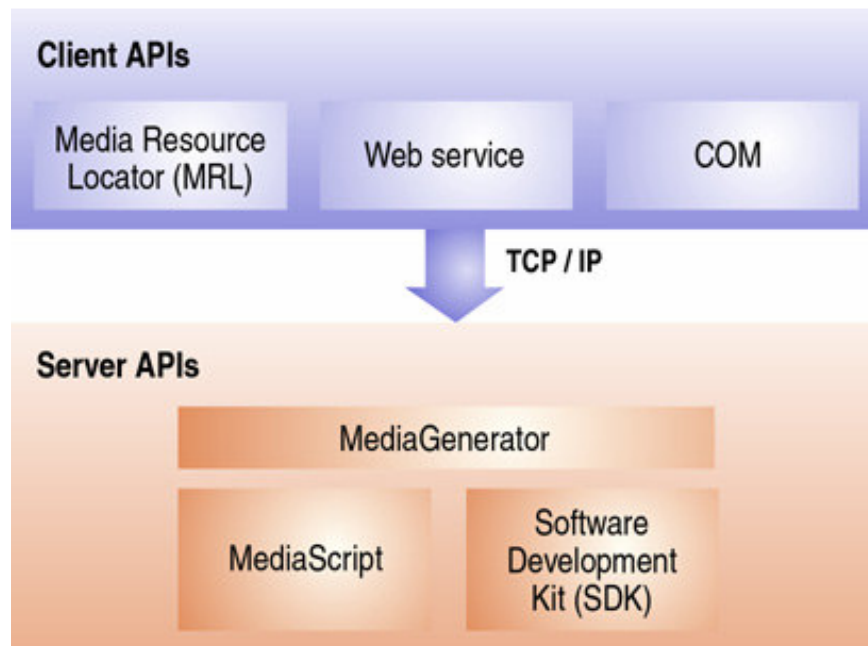 Client APIs
Media Resource
Locator (MRL)
Web service
COM
TCP / IP
Server APIs
MediaGenerator
MediaScript
Software
Development
Kit (SDK)